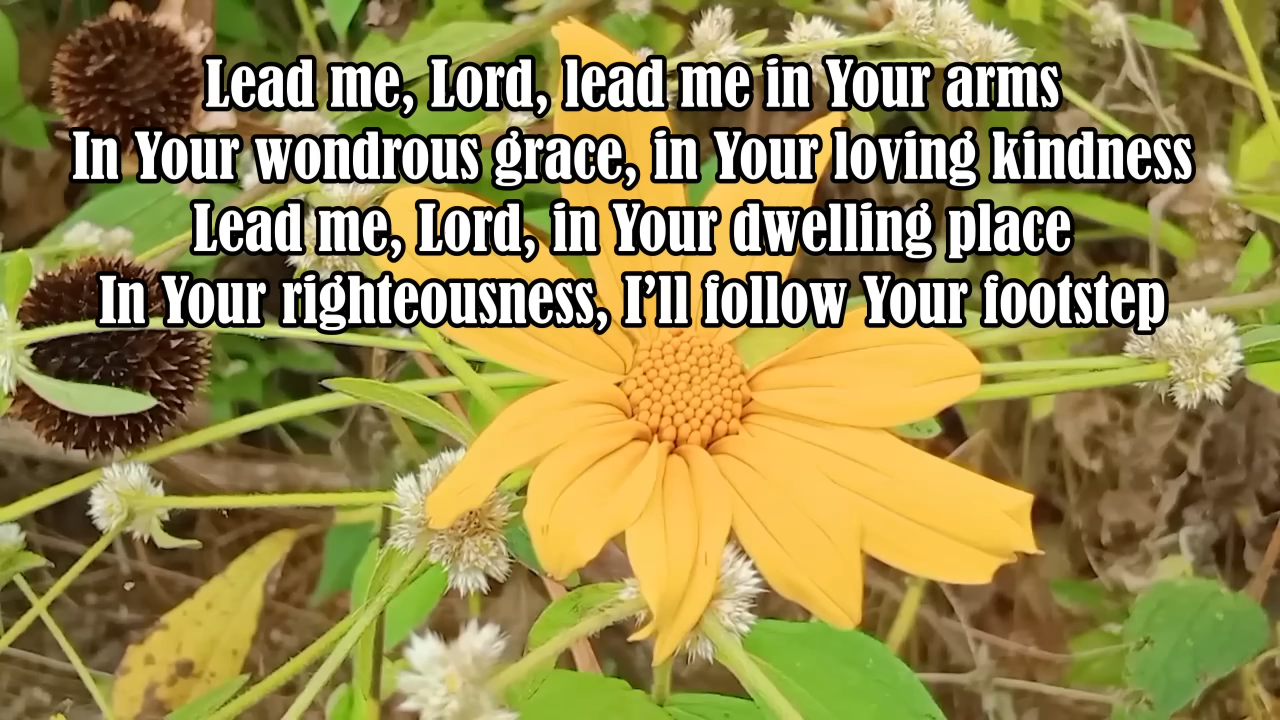 Lead me, Lord, lead me in Your arms
In Your wondrous grace, in Your loving kindness
Lead me, Lord, in Your dwelling place
In Your righteousness, I’ll follow Your footstep